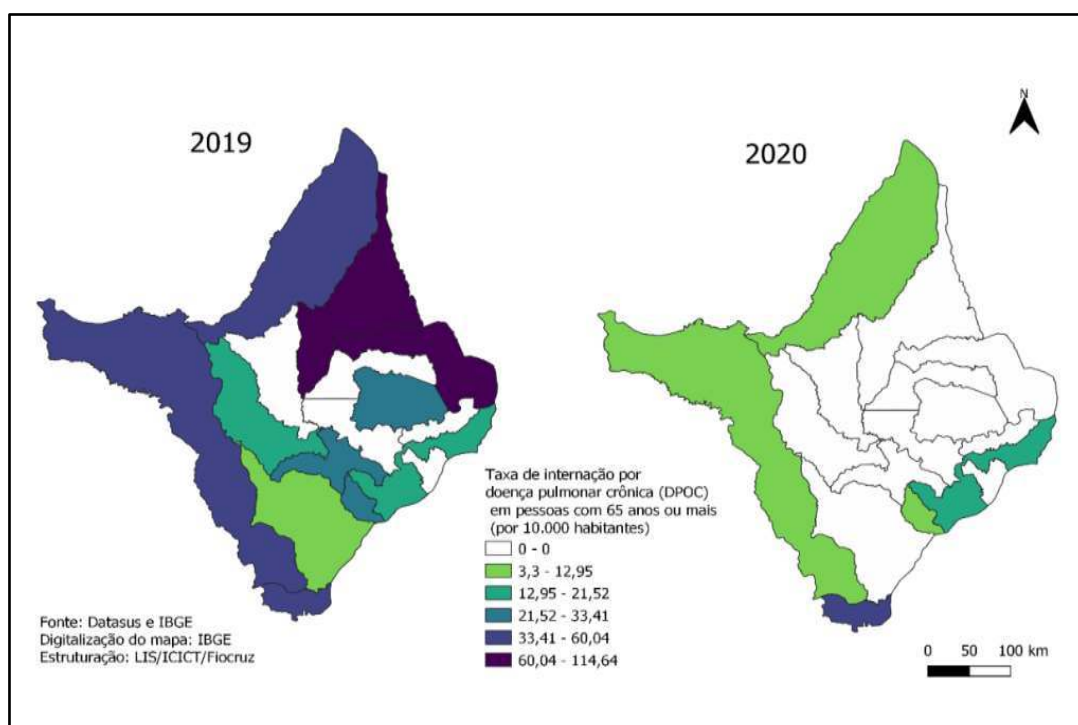 2019
2020
N
Taxa de internação por
doença pulmonar crônica (DPOC)
em pessoas com 65 anos ou mais
(por 10.000 habitantes)
0 - 0
3,3 - 12,95
12,95 - 21,52
21,52 - 33,41
33,41 - 60,04
60,04 - 114,64
Fonte: Datasus e IBGE
Digitalização do mapa: IBGE
Estruturação: LIS/ICICT/Fiocruz
0 50 100 km